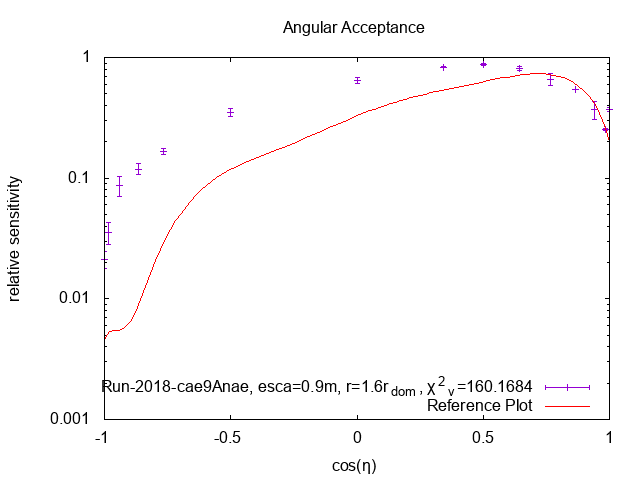 Angular Acceptance
1
0.1
0.01
0.001
relative sensitivity
Run-2018-cae9Anae, esca=0.9m, r=1.6r_dom, χ²_ν=160.1684
Reference Plot
-1 -0.5 0 0.5 1
cos(η)